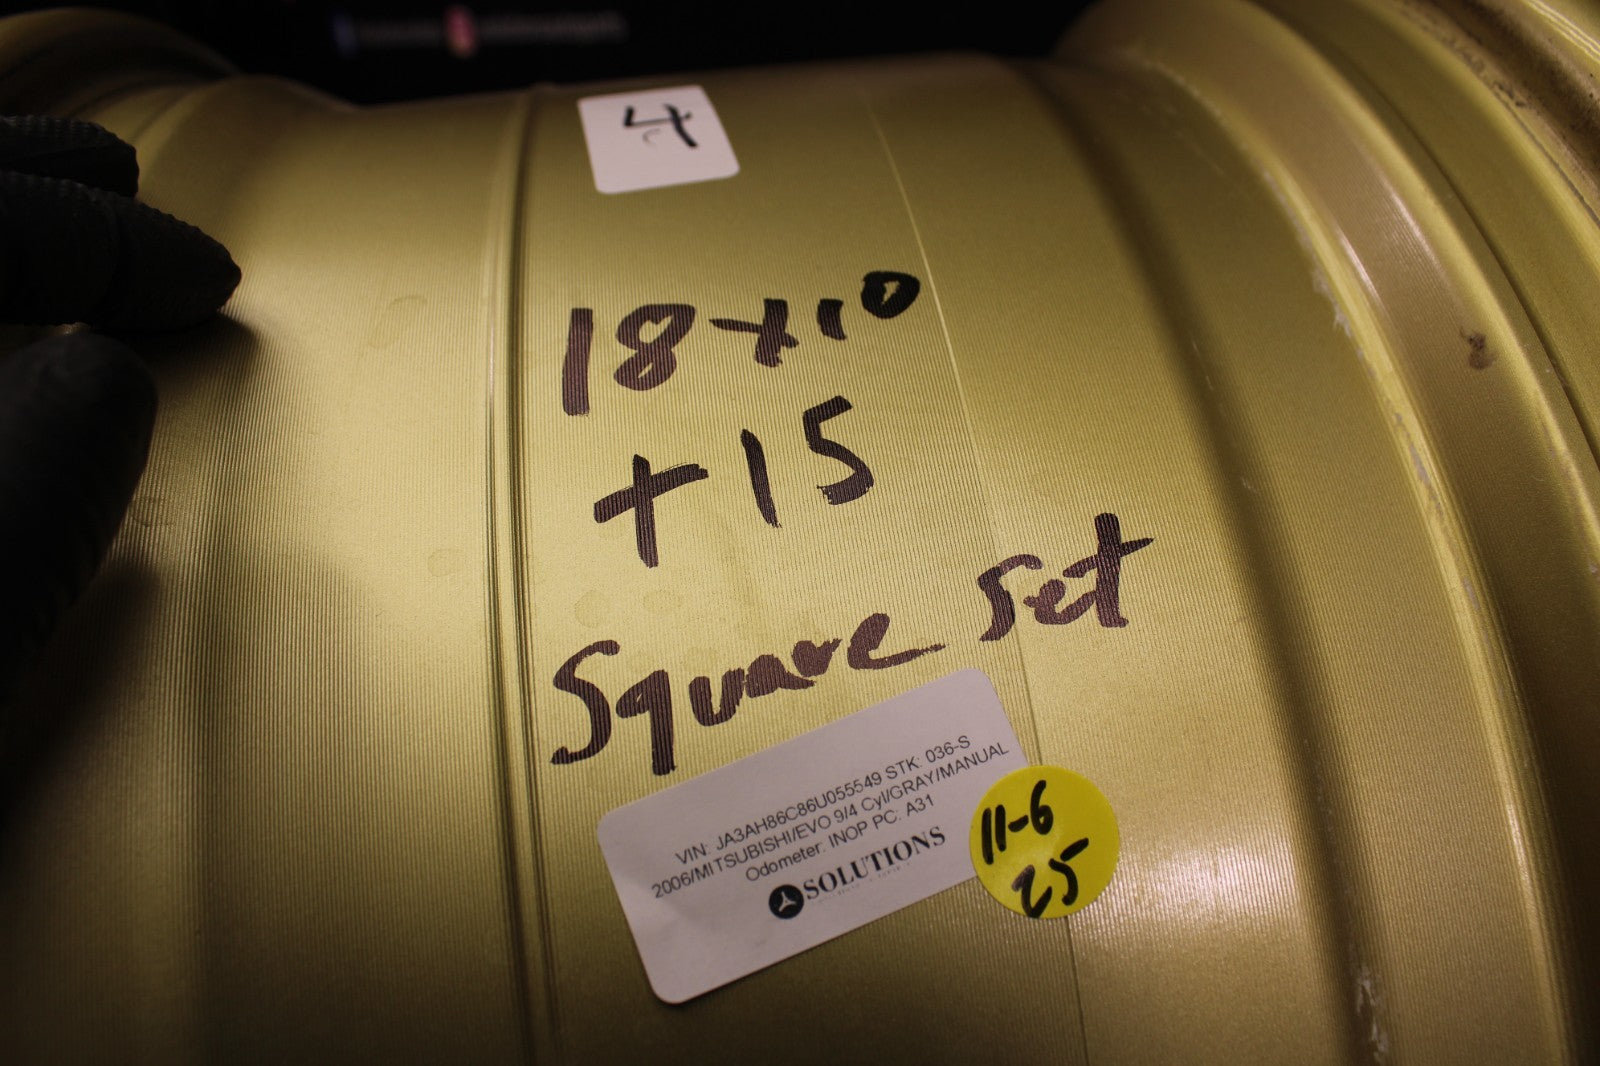 4
18x10
+15
Square Set
VIN: JA3AH86C86U055549 STK: 036-S
2006/MITSUBISHI/EVO 9/4 Cyl/GRAY/MANUAL
Odometer: INOP PC. A31
SOLUTIONS
11-6
25